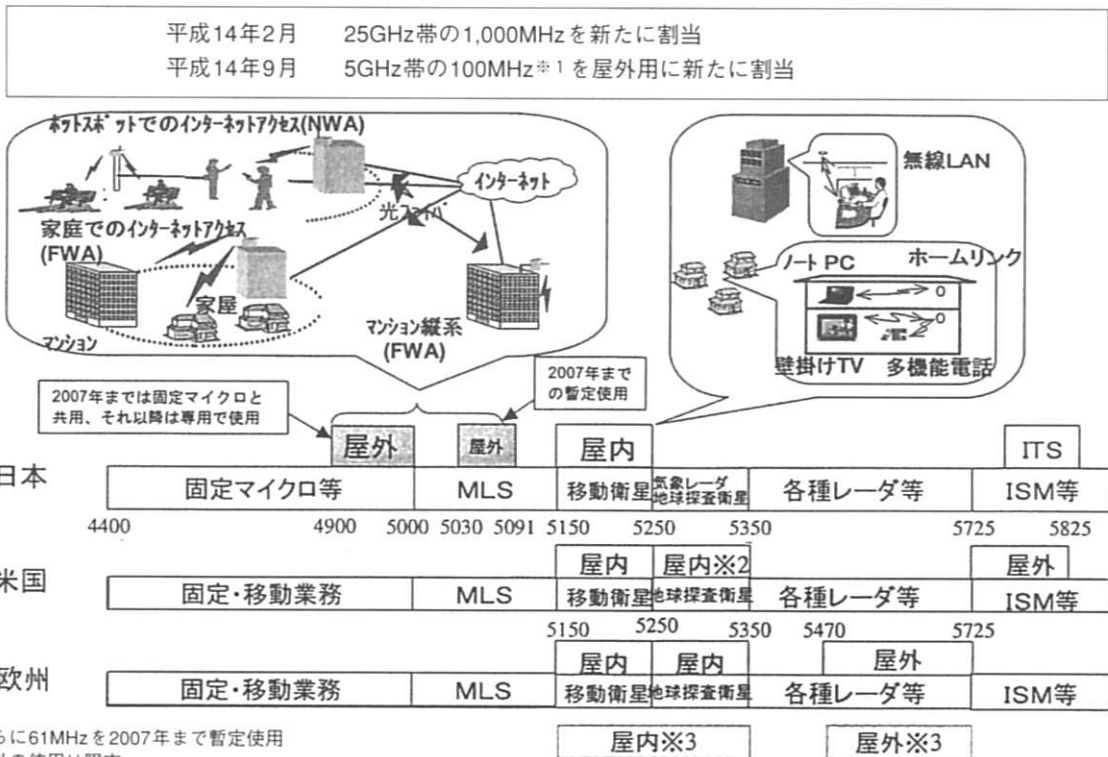 平成14年2月 25GHz帯の1,000MHzを新たに割当
平成14年9月 5GHz帯の100MHz※1を屋外用に新たに割当
ホットスポットでのインターネットアクセス(NWA)
インターネット
光ファイバ
家庭でのインターネットアクセス
(FWA)
家屋
マンション
マンション縦系
(FWA)
無線LAN
ノートPC ホームリンク
壁掛けTV 多機能電話
2007年までは固定マイクロと
共用、それ以降は専用で使用
2007年まで
の暫定使用
屋外 屋外 屋内 ITS
日本 固定マイクロ等 MLS 移動衛星 気象レーダ 地球探査衛星 各種レーダ等 ISM等
4400 4900 5000 5030 5091 5150 5250 5350 5725 5825
屋内 屋内※2 屋外
米国 固定・移動業務 MLS 移動衛星 地球探査衛星 各種レーダ等 ISM等
5150 5250 5350 5470 5725
屋内 屋内 屋外
欧州 固定・移動業務 MLS 移動衛星 地球探査衛星 各種レーダ等 ISM等
らに61MHzを2007年まで暫定使用
屋内※3 屋外※3